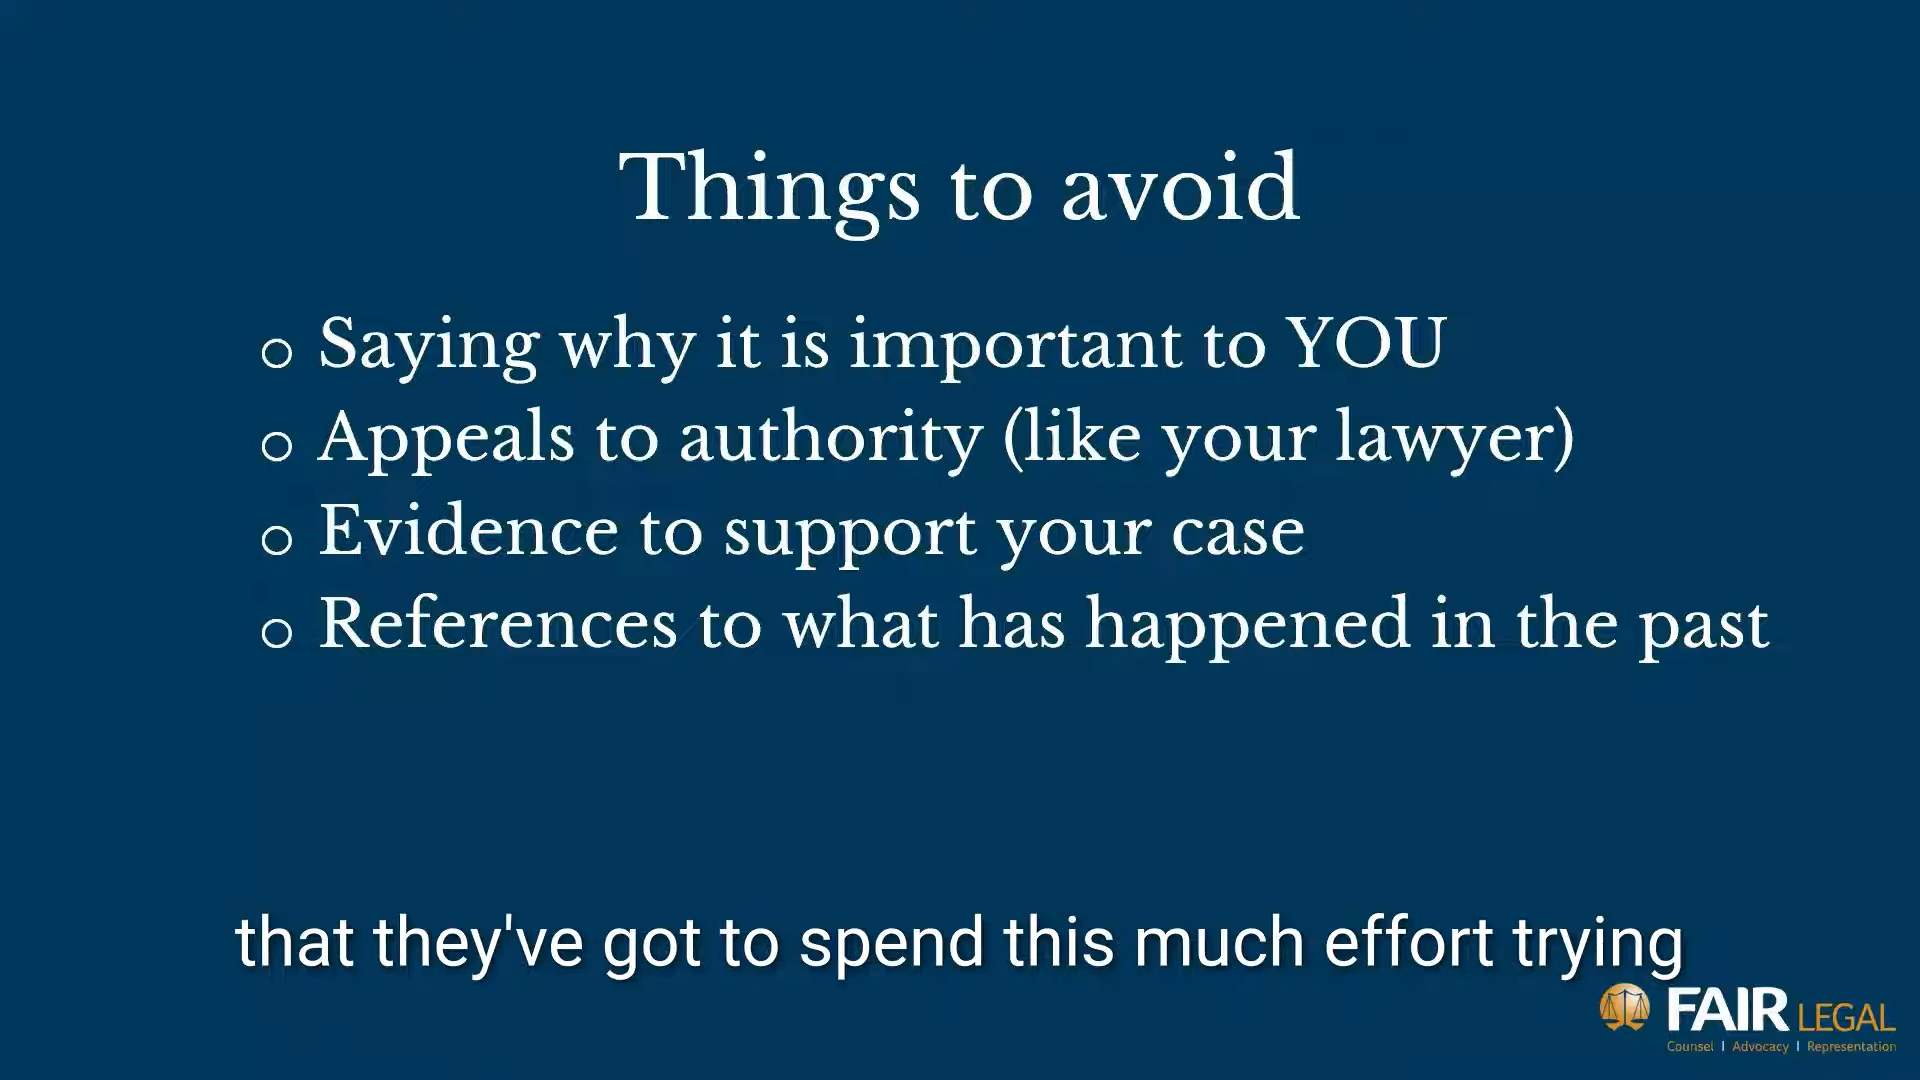 Things to avoid
o Saying why it is important to YOU
o Appeals to authority (like your lawyer)
o Evidence to support your case
o References to what has happened in the past
that they've got to spend this much effort trying
FAIR LEGAL
Counsel | Advocacy | Representation